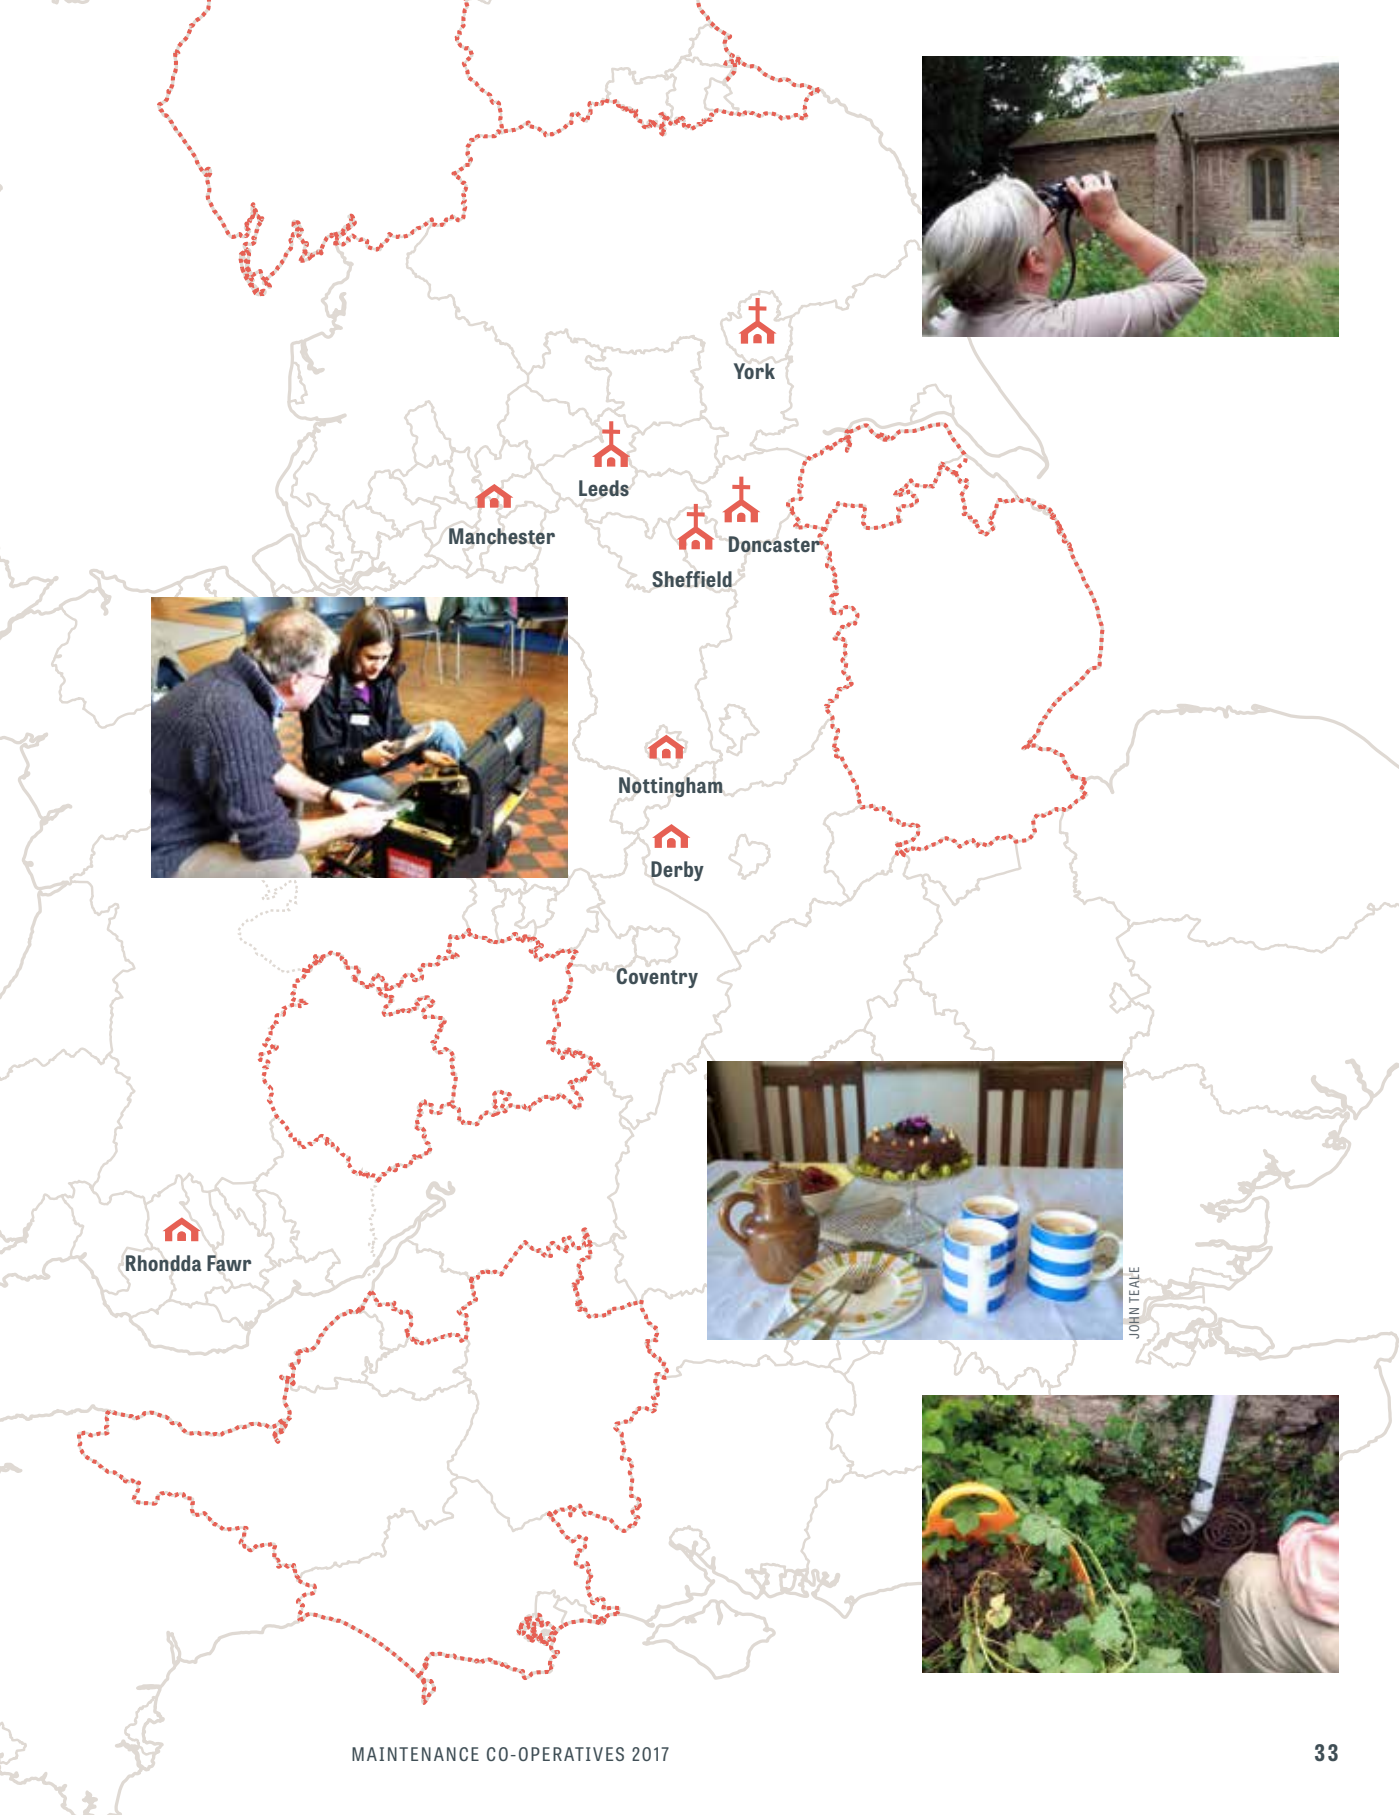 York
Leeds
Manchester
Doncaster
Sheffield
Nottingham
Derby
Coventry
Rhondda Fawr
JOHN TEALE
MAINTENANCE CO-OPERATIVES 2017
33